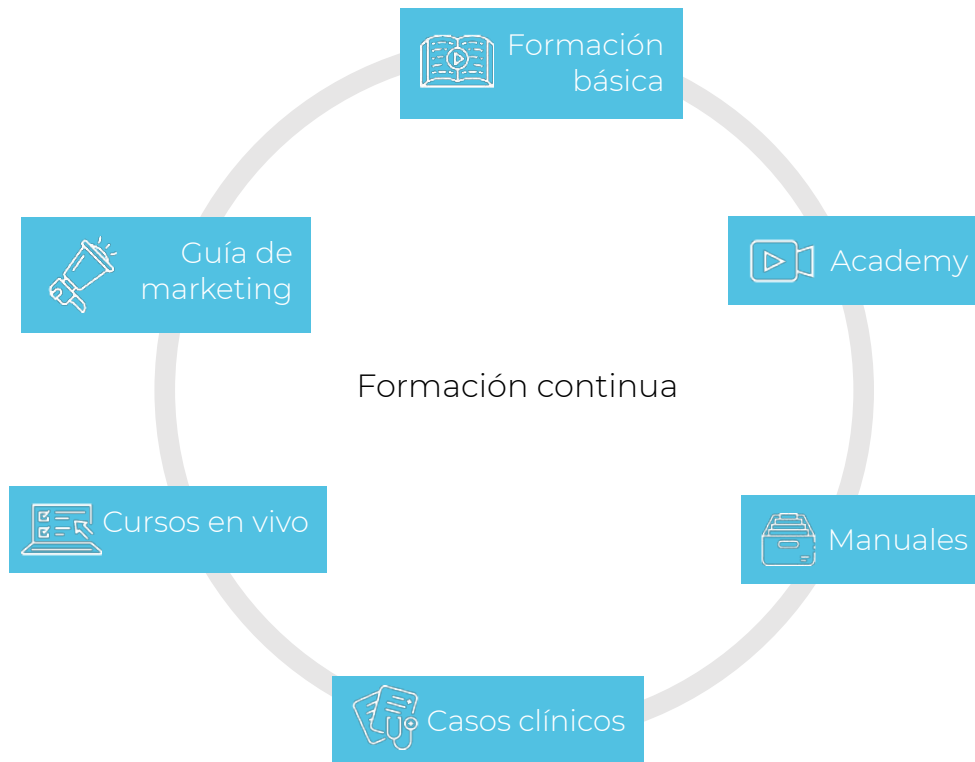 Formación
básica
Academy
Manuales
Casos clínicos
Cursos en vivo
Guía de
marketing
Formación continua